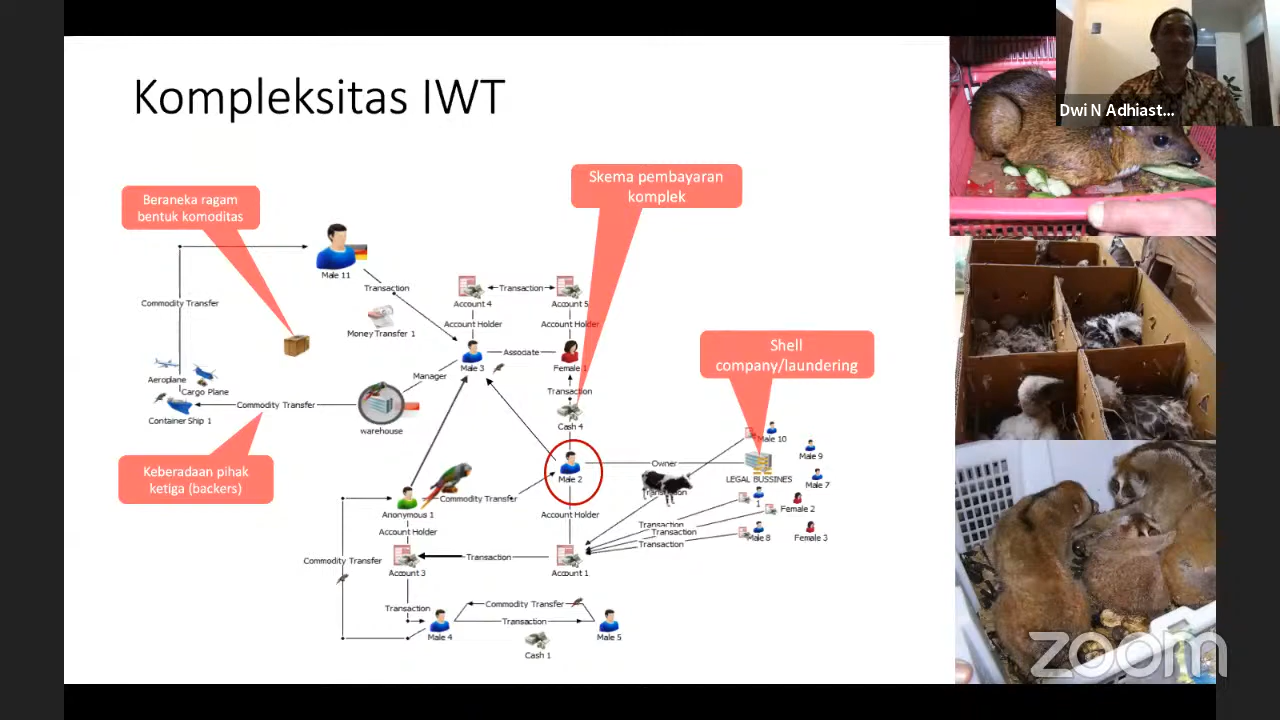 Kompleksitas IWT
Dwi N Adhiast...
Skema pembayaran
komplek
Beraneka ragam
bentuk komoditas
Male 11
Transaction
Commodity Transfer
Money Transfer 1
Account 4
Transaction
Account 5
Account Holder
Account Holder
Shell
company/laundering
Male 3
Associate
Female 1
Aeroplane
Cargo Plane
Manager
Transaction
Container Ship 1
Commodity Transfer
warehouse
Cash 4
Male 10
Keberadaan pihak
ketiga (backers)
Male 2
Owner
LEGAL BUSSINES
Male 9
Male 7
Commodity Transfer
Anonymous 1
Account Holder
Account Holder
1
Female 2
Transaction
Transaction
Transaction
Male 8
Female 3
Commodity Transfer
Account 3
Transaction
Account 1
Transaction
Commodity Transfer
Male 4
Transaction
Male 5
Cash 1
zoom